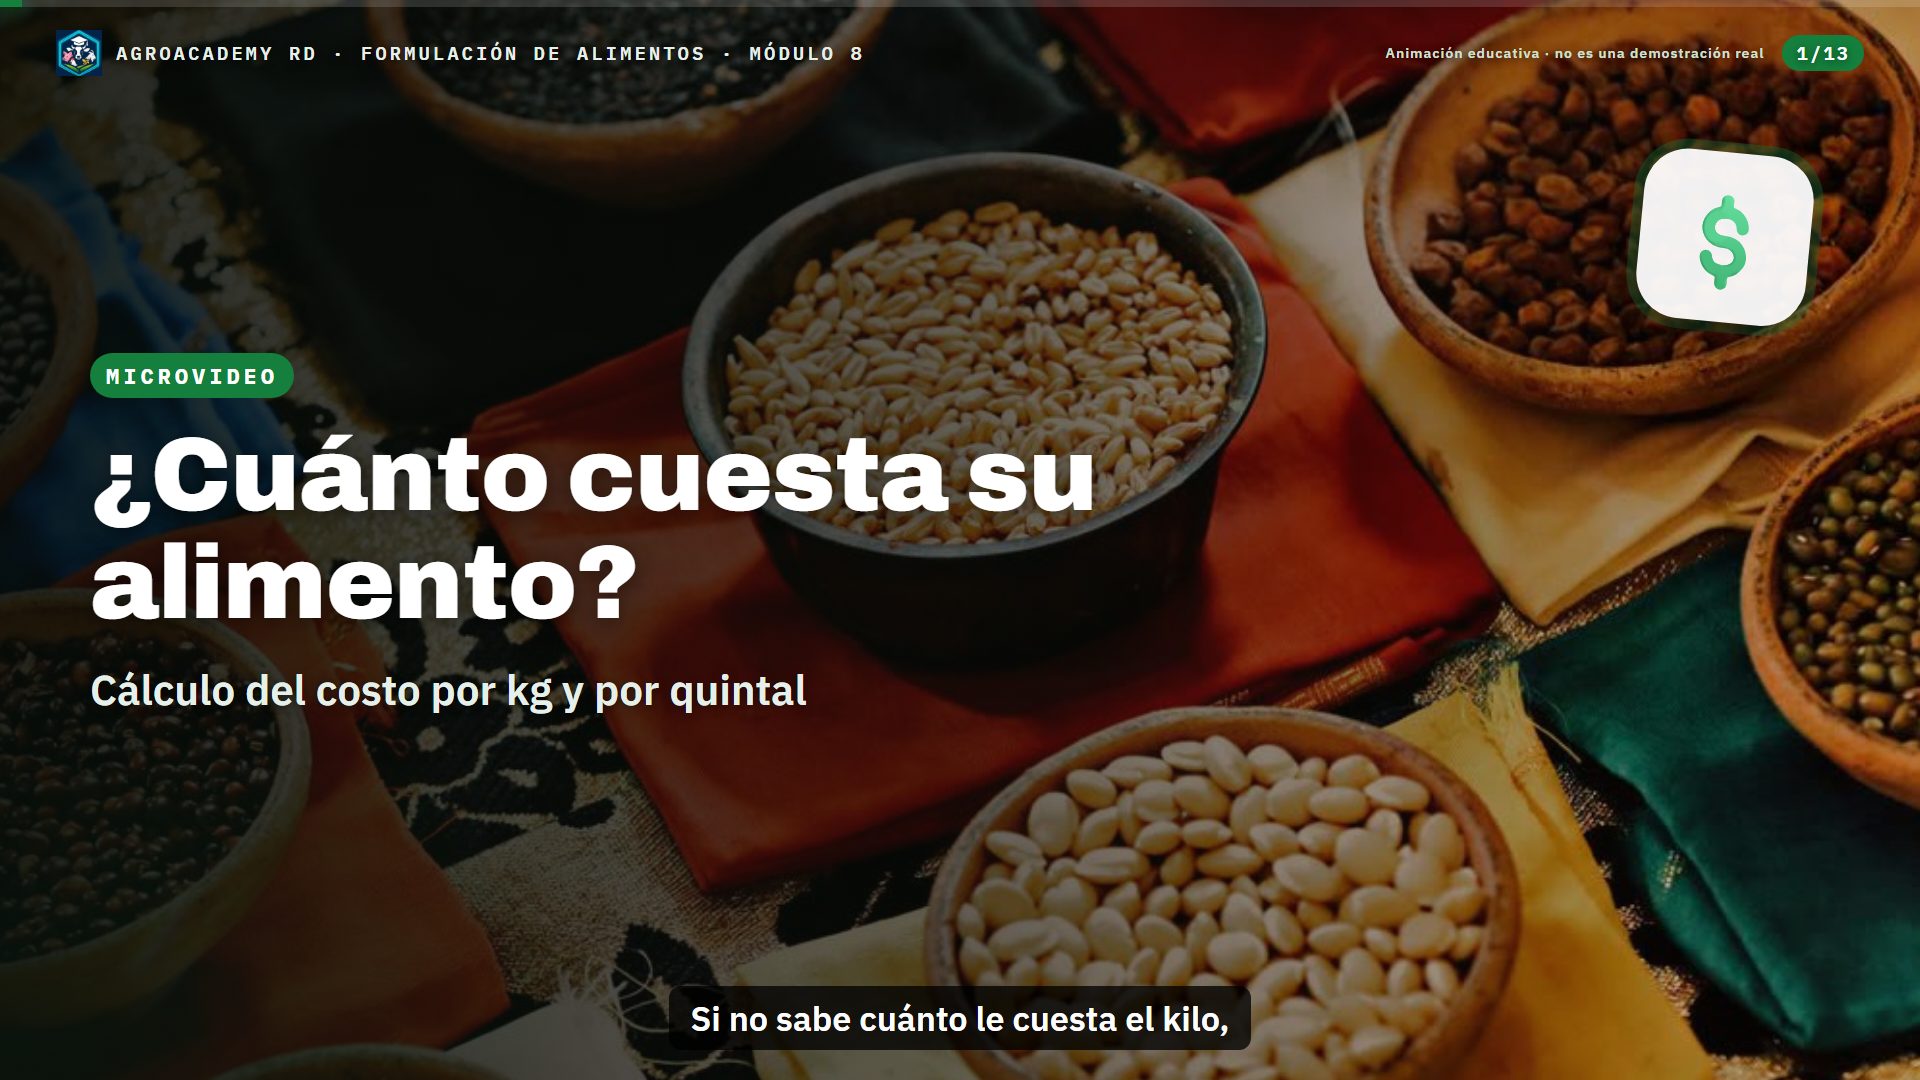 AGROACADEMY RD · FORMULACIÓN DE ALIMENTOS · MÓDULO 8
Animación educativa · no es una demostración real
1/13
$
MICROVIDEO
¿Cuánto cuesta su
alimento?
Cálculo del costo por kg y por quintal
Si no sabe cuánto le cuesta el kilo,